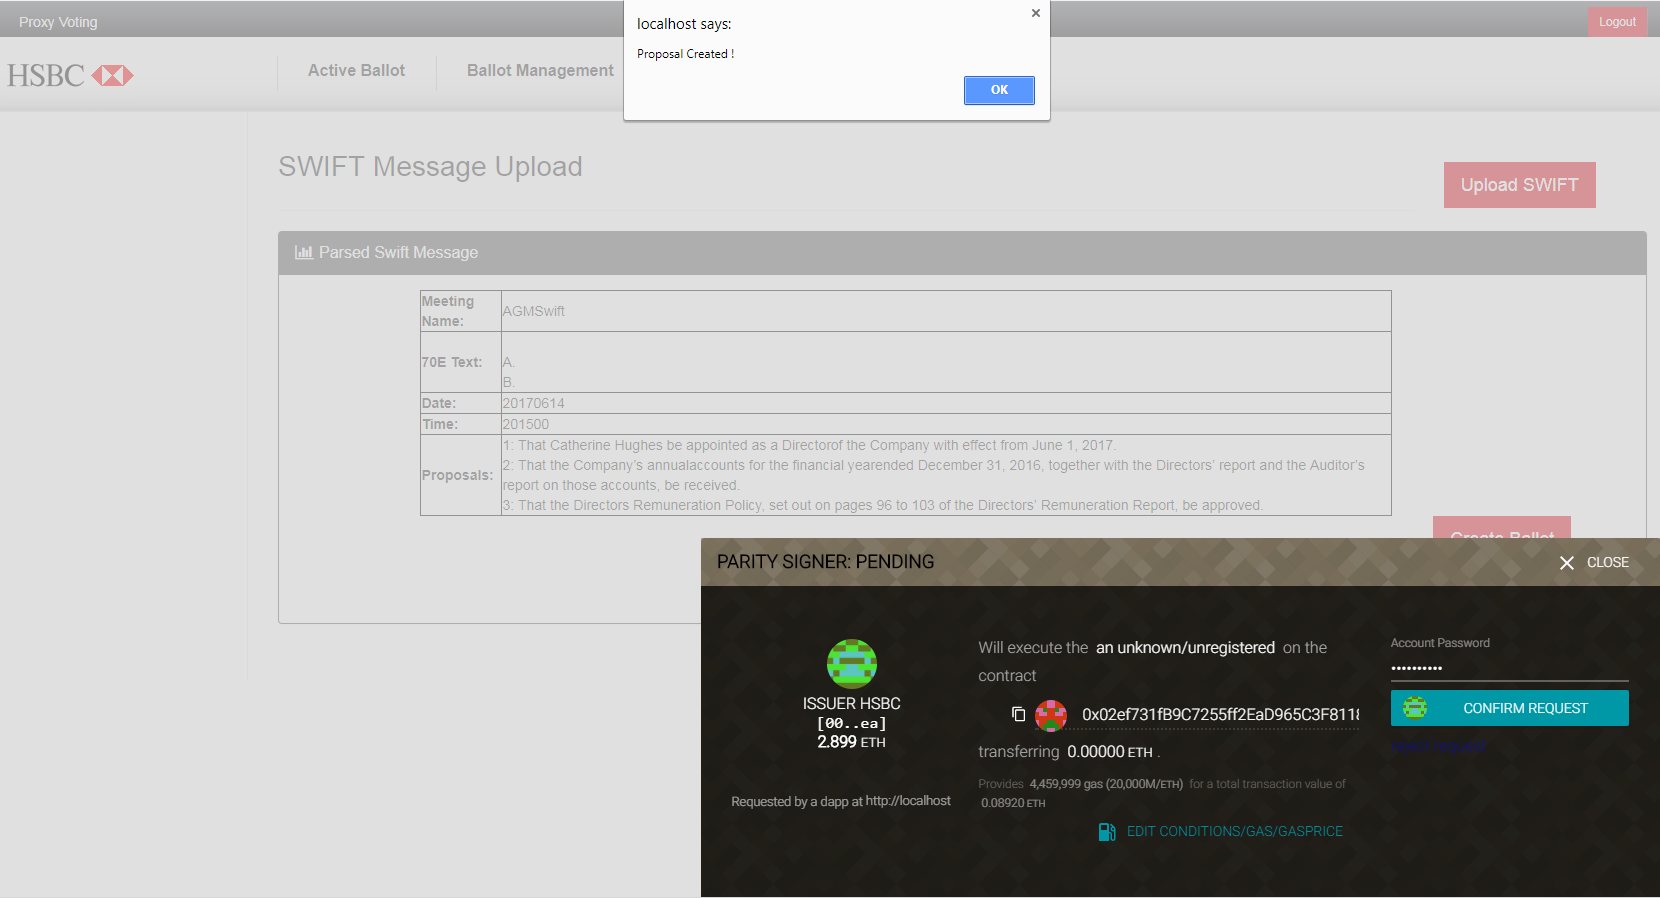 Proxy Voting
Logout
localhost says:
Proposal Created !
OK
HSBC
Active Ballot
Ballot Management
SWIFT Message Upload
Upload SWIFT
Parsed Swift Message
Meeting Name: AGMSwift
70E Text: A.
B.
Date: 20170614
Time: 201500
Proposals: 1: That Catherine Hughes be appointed as a Directorof the Company with effect from June 1, 2017.
2: That the Company's annualaccounts for the financial yearended December 31, 2016, together with the Directors' report and the Auditor's
report on those accounts, be received.
3: That the Directors Remuneration Policy, set out on pages 96 to 103 of the Directors' Remuneration Report, be approved.
Create Ballot
PARITY SIGNER: PENDING
CLOSE
ISSUER HSBC
[00..ea]
2.899 ETH
Requested by a dapp at http://localhost
Will execute the an unknown/unregistered on the
contract
0x02ef731fB9C7255ff2EaD965C3F8118
transferring 0.00000 ETH .
Provides 4,459,999 gas (20,000M/ETH) for a total transaction value of
0.08920 ETH
EDIT CONDITIONS/GAS/GASPRICE
Account Password
••••••••••
CONFIRM REQUEST
reject request